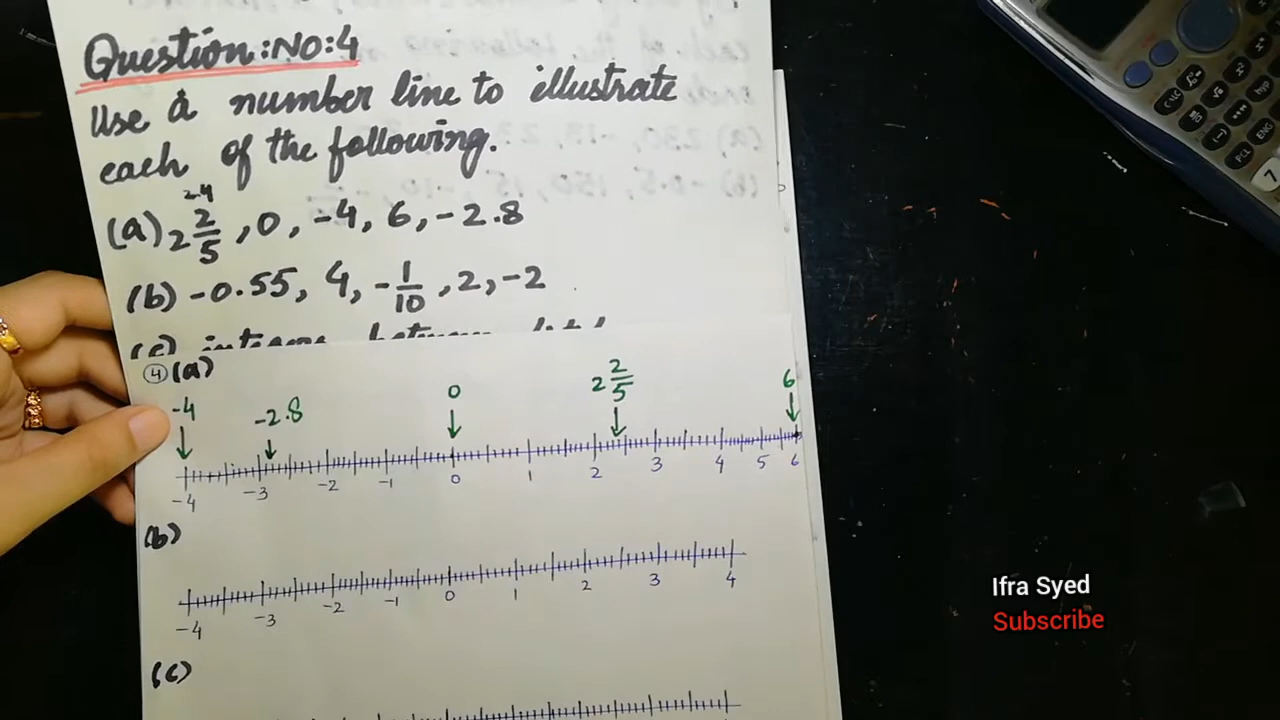 Question:NO:4
Use a number line to illustrate
each of the following.
2.4
(a) 2 2/5, 0, -4, 6, -2.8
(b) -0.55, 4, -1/10, 2, -2
(c) integers between
④ (a)
-4 -2.8 0 2 2/5 6
-4 -3 -2 -1 0 1 2 3 4 5 6
(b)
-4 -3 -2 -1 0 1 2 3 4
(c)
Ifra Syed
Subscribe